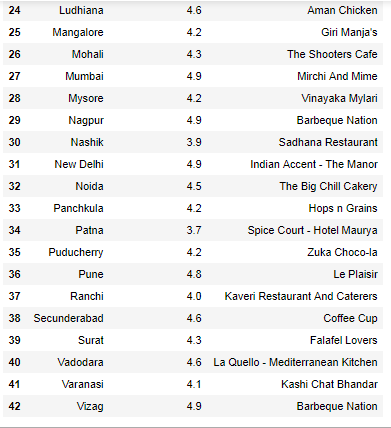 24 Ludhiana 4.6 Aman Chicken
25 Mangalore 4.2 Giri Manja's
26 Mohali 4.3 The Shooters Cafe
27 Mumbai 4.9 Mirchi And Mime
28 Mysore 4.2 Vinayaka Mylari
29 Nagpur 4.9 Barbeque Nation
30 Nashik 3.9 Sadhana Restaurant
31 New Delhi 4.9 Indian Accent - The Manor
32 Noida 4.5 The Big Chill Cakery
33 Panchkula 4.2 Hops n Grains
34 Patna 3.7 Spice Court - Hotel Maurya
35 Puducherry 4.2 Zuka Choco-la
36 Pune 4.8 Le Plaisir
37 Ranchi 4.0 Kaveri Restaurant And Caterers
38 Secunderabad 4.6 Coffee Cup
39 Surat 4.3 Falafel Lovers
40 Vadodara 4.6 La Quello - Mediterranean Kitchen
41 Varanasi 4.1 Kashi Chat Bhandar
42 Vizag 4.9 Barbeque Nation